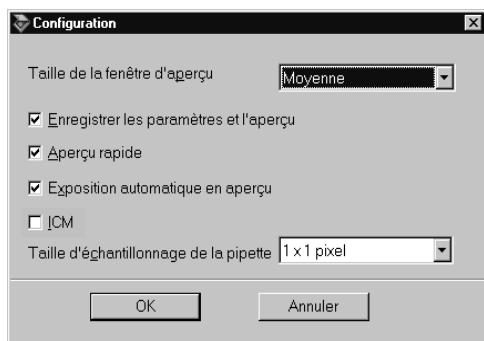 Configuration
Taille de la fenêtre d'aperçu Moyenne
Enregistrer les paramètres et l'aperçu
Aperçu rapide
Exposition automatique en aperçu
ICM
Taille d'échantillonnage de la pipette 1 x 1 pixel
OK Annuler